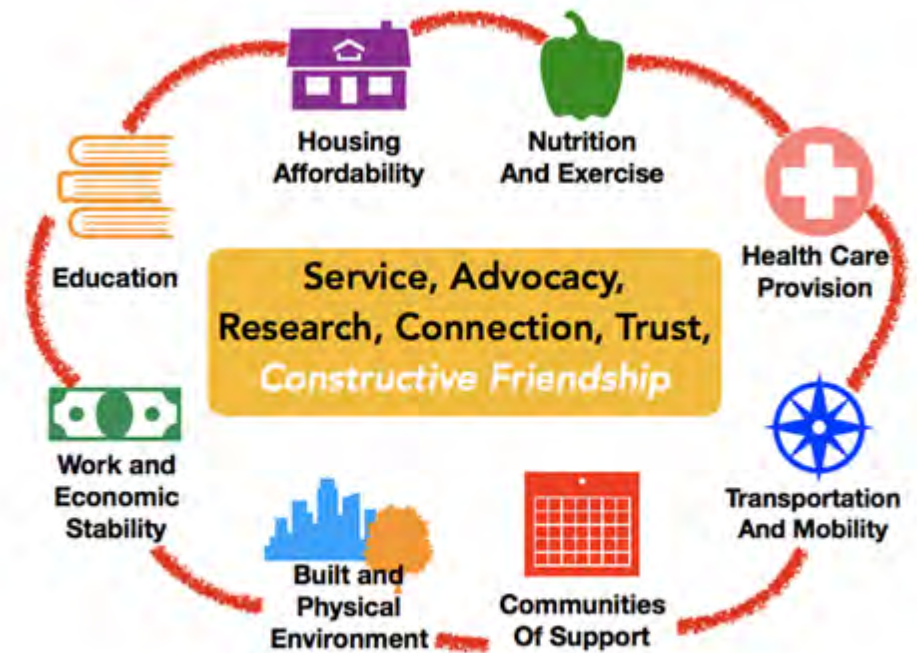 Housing
Affordability
Nutrition
And Exercise
Health Care
Provision
Education
Service, Advocacy,
Research, Connection, Trust,
Constructive Friendship
Work and
Economic
Stability
Transportation
And Mobility
Built and
Physical
Environment
Communities
Of Support